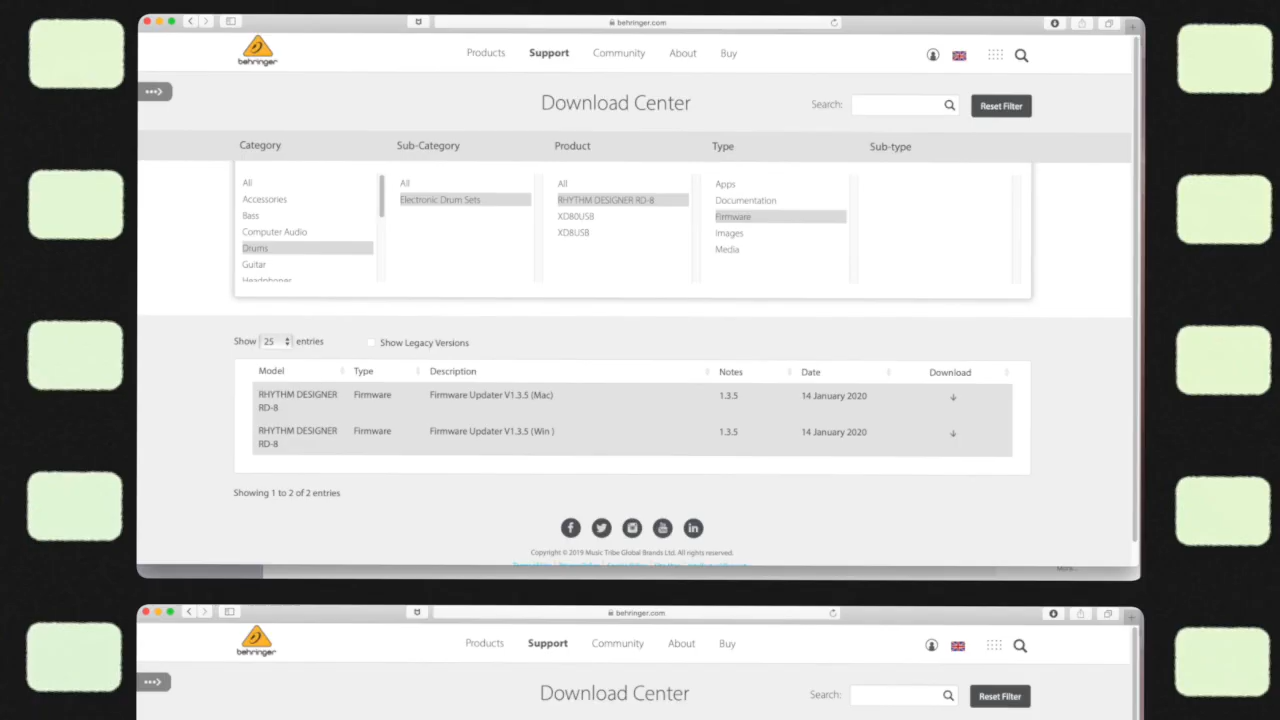 behringer.com
behringer
Products Support Community About Buy
Download Center
Search:
Reset Filter
Category Sub-Category Product Type Sub-type
All
Accessories
Bass
Computer Audio
Drums
Guitar
Headphones
All
Electronic Drum Sets
All
RHYTHM DESIGNER RD-8
XD80USB
XD8USB
Apps
Documentation
Firmware
Images
Media
Show 25 entries
Show Legacy Versions
Model Type Description Notes Date Download
RHYTHM DESIGNER RD-8 Firmware Firmware Updater V1.3.5 (Mac) 1.3.5 14 January 2020
RHYTHM DESIGNER RD-8 Firmware Firmware Updater V1.3.5 (Win ) 1.3.5 14 January 2020
Showing 1 to 2 of 2 entries
Copyright © 2019 Music Tribe Global Brands Ltd. All rights reserved.
More..
behringer.com
behringer
Products Support Community About Buy
Download Center
Search:
Reset Filter